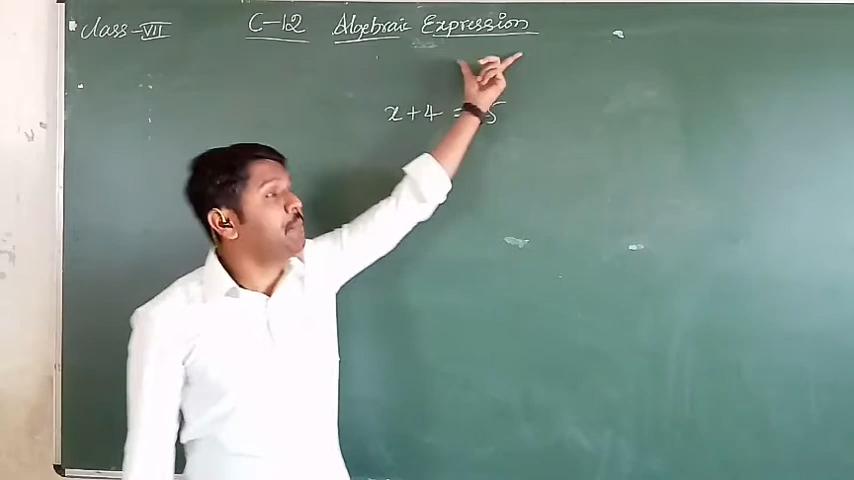 Class - VII C-12 Algebraic Expression
x + 4 = 5